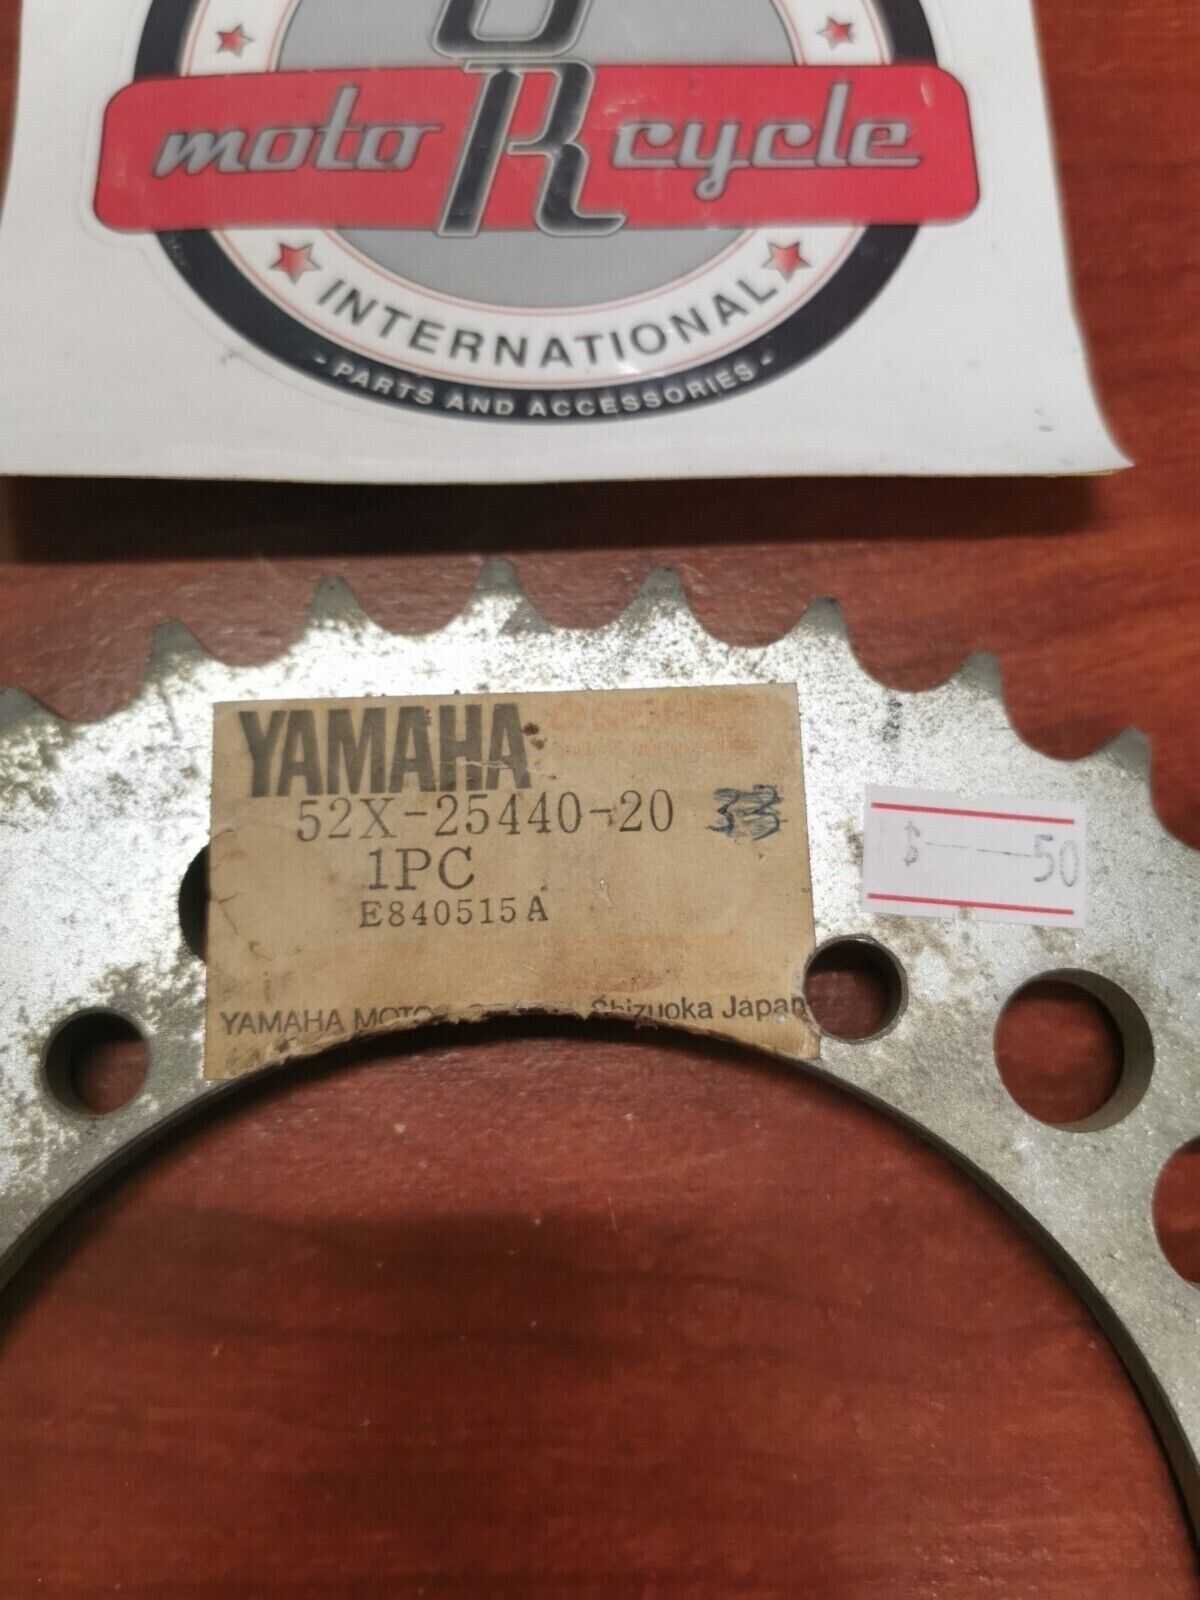 moto R cycle
INTERNATIONAL
- PARTS AND ACCESSORIES -
YAMAHA
52X-25440-20 33
1PC
E840515A
YAMAHA MOTO Shizuoka Japan
$ --- 50